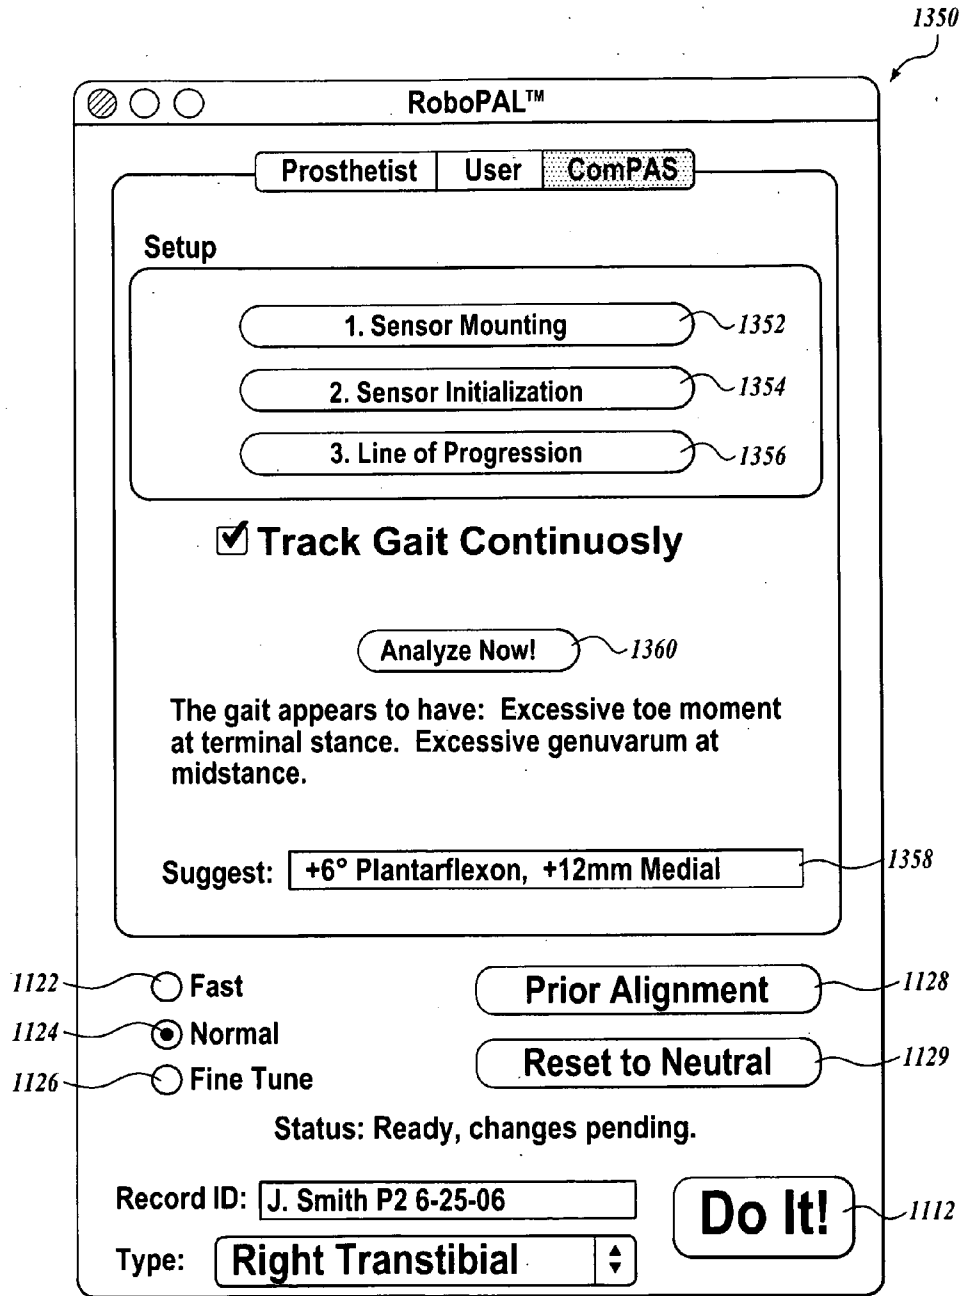 1350
RoboPAL™
Prosthetist User ComPAS
Setup
1. Sensor Mounting 1352
2. Sensor Initialization 1354
3. Line of Progression 1356
Track Gait Continuosly
Analyze Now! 1360
The gait appears to have: Excessive toe moment
at terminal stance. Excessive genuvarum at
midstance.
Suggest: +6° Plantarflexon, +12mm Medial 1358
1122 Fast Prior Alignment 1128
1124 Normal
1126 Fine Tune Reset to Neutral 1129
Status: Ready, changes pending.
Record ID: J. Smith P2 6-25-06
Do It! 1112
Type: Right Transtibial